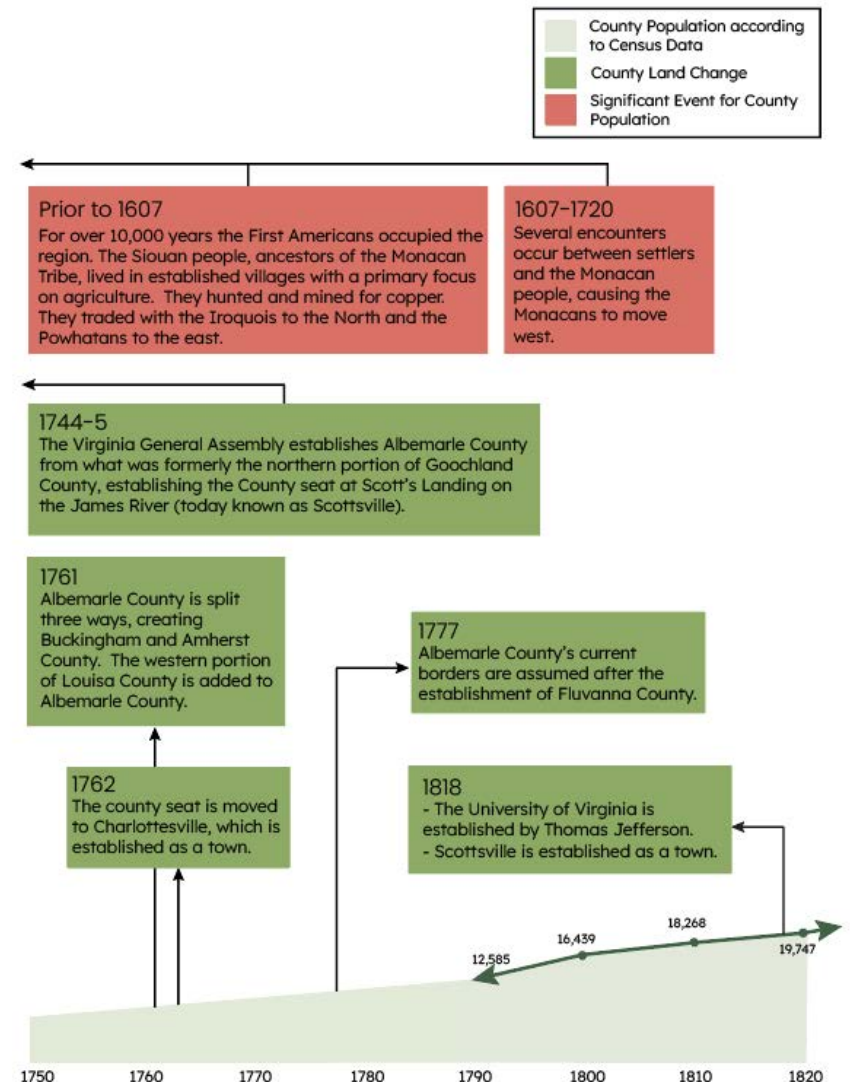 County Population according
to Census Data
County Land Change
Significant Event for County
Population
Prior to 1607
For over 10,000 years the First Americans occupied the
region. The Siouan people, ancestors of the Monacan
Tribe, lived in established villages with a primary focus
on agriculture. They hunted and mined for copper.
They traded with the Iroquois to the North and the
Powhatans to the east.
1607-1720
Several encounters
occur between settlers
and the Monacan
people, causing the
Monacans to move
west.
1744-5
The Virginia General Assembly establishes Albemarle County
from what was formerly the northern portion of Goochland
County, establishing the County seat at Scott's Landing on
the James River (today known as Scottsville).
1761
Albemarle County is split
three ways, creating
Buckingham and Amherst
County. The western portion
of Louisa County is added to
Albemarle County.
1777
Albemarle County's current
borders are assumed after the
establishment of Fluvanna County.
1762
The county seat is moved
to Charlottesville, which is
established as a town.
1818
- The University of Virginia is
established by Thomas Jefferson.
- Scottsville is established as a town.
12,585
16,439
18,268
19,747
1750 1760 1770 1780 1790 1800 1810 1820